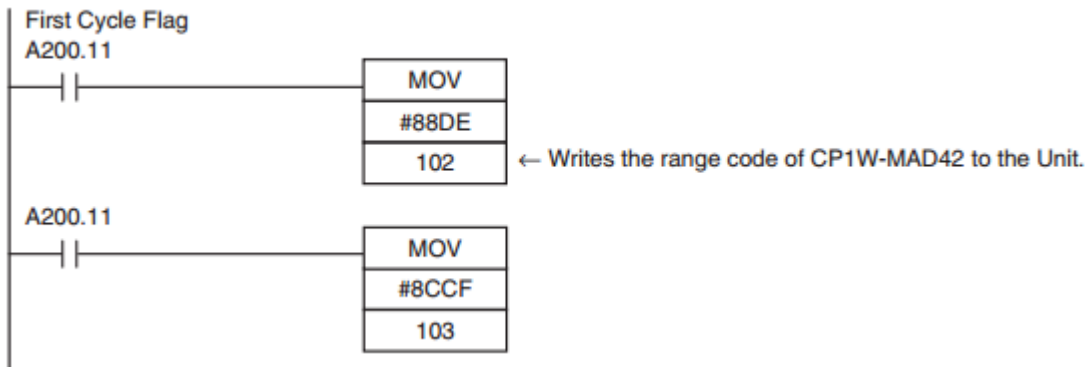 First Cycle Flag
A200.11
MOV
#88DE
102
← Writes the range code of CP1W-MAD42 to the Unit.
A200.11
MOV
#8CCF
103